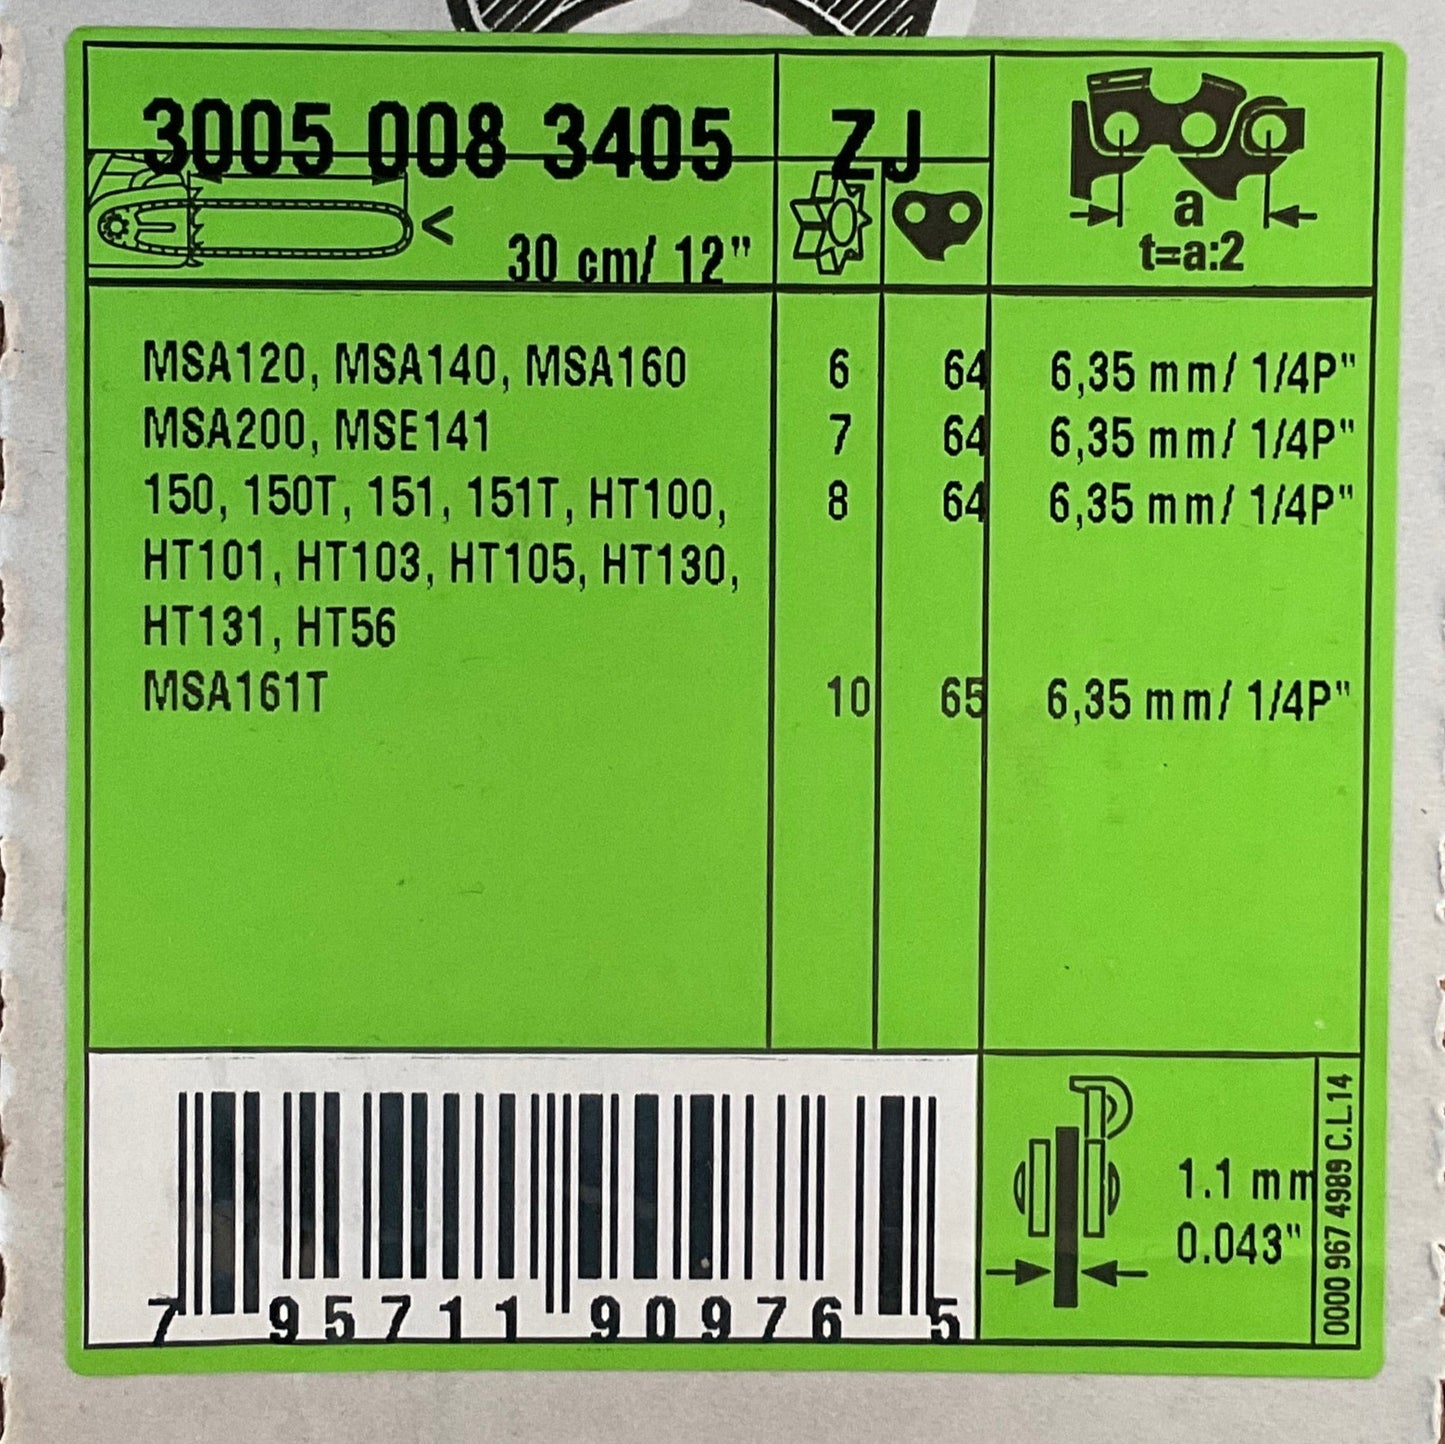 3005 008 3405 ZJ
< 30 cm/ 12"
a
t=a:2
MSA120, MSA140, MSA160 6 64 6,35 mm/ 1/4P"
MSA200, MSE141 7 64 6,35 mm/ 1/4P"
150, 150T, 151, 151T, HT100, 8 64 6,35 mm/ 1/4P"
HT101, HT103, HT105, HT130,
HT131, HT56
MSA161T 10 65 6,35 mm/ 1/4P"
1.1 mm
0.043"
0000 967 4989 C.L.14
7 95711 90976 5